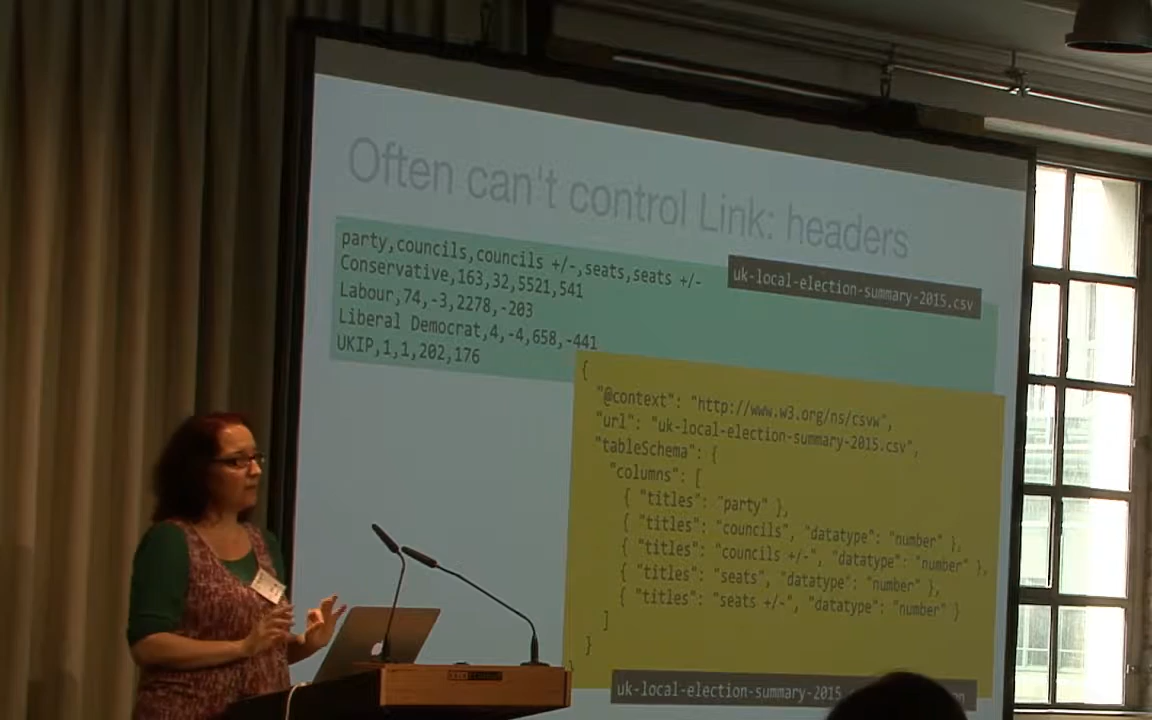 Often can't control Link: headers
party,councils,councils +/-,seats,seats +/-
Conservative,163,32,5521,541
Labour,74,-3,2278,-203
Liberal Democrat,4,-4,658,-441
UKIP,1,1,202,176
uk-local-election-summary-2015.csv
{
"@context": "http://www.w3.org/ns/csvw",
"url": "uk-local-election-summary-2015.csv",
"tableSchema": {
"columns": [
{ "titles": "party" },
{ "titles": "councils", "datatype": "number" },
{ "titles": "councils +/-", "datatype": "number" },
{ "titles": "seats", "datatype": "number" },
{ "titles": "seats +/-", "datatype": "number" }
]
}
}
uk-local-election-summary-2015